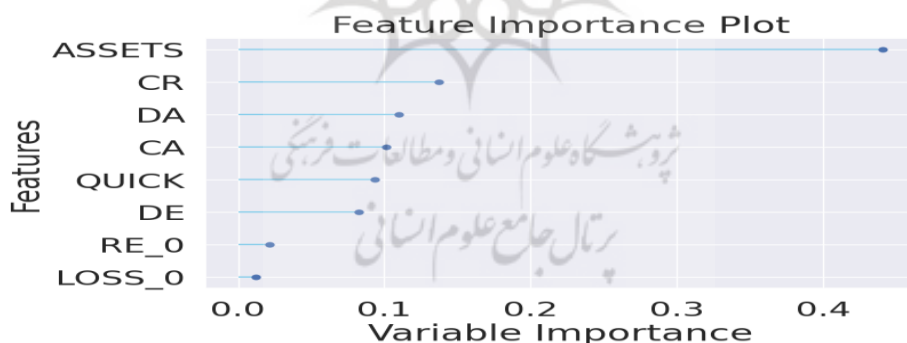 Feature Importance Plot
Features
ASSETS
CR
DA
CA
QUICK
DE
RE_0
LOSS_0
0.0 0.1 0.2 0.3 0.4
Variable Importance
پژوهشگاه علوم انسانی و مطالعات فرهنگی
پرتال جامع علوم انسانی